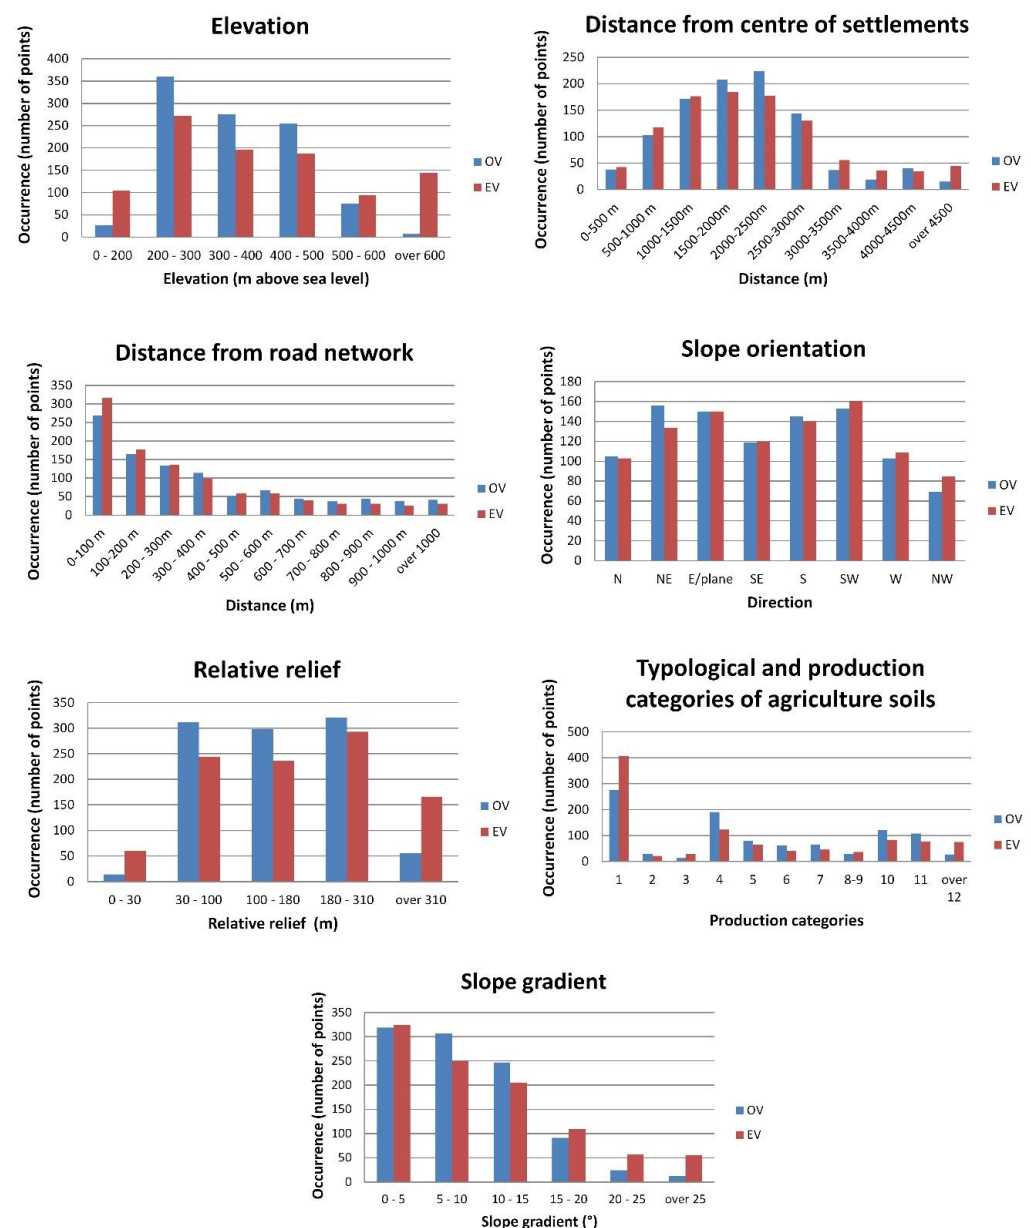 Elevation
Occurrence (number of points)
400
350
300
250
200
150
100
50
0
0 - 200 200 - 300 300 - 400 400 - 500 500 - 600 over 600
Elevation (m above sea level)
OV
EV
Distance from centre of settlements
Occurrence (number of points)
250
200
150
100
50
0
0-500 m 500-1000 m 1000-1500m 1500-2000m 2000-2500m 2500-3000m 3000-3500m 3500-4000m 4000-4500m over 4500
Distance (m)
OV
EV
Distance from road network
Occurrence (number of points)
350
300
250
200
150
100
50
0
0-100 m 100-200 m 200 - 300m 300 - 400 m 400 - 500 m 500 - 600 m 600 - 700 m 700 - 800 m 800 - 900 m 900 - 1000 m over 1000
Distance (m)
OV
EV
Slope orientation
Occurrence (number of points)
180
160
140
120
100
80
60
40
20
0
N NE E/plane SE S SW W NW
Direction
OV
EV
Relative relief
Occurrence (number of points)
350
300
250
200
150
100
50
0
0 - 30 30 - 100 100 - 180 180 - 310 over 310
Relative relief (m)
OV
EV
Typological and production
categories of agriculture soils
Occurrence (number of points)
500
400
300
200
100
0
1 2 3 4 5 6 7 8-9 10 11 over
12
Production categories
OV
EV
Slope gradient
Occurrence (number of points)
350
300
250
200
150
100
50
0
0 - 5 5 - 10 10 - 15 15 - 20 20 - 25 over 25
Slope gradient (°)
OV
EV